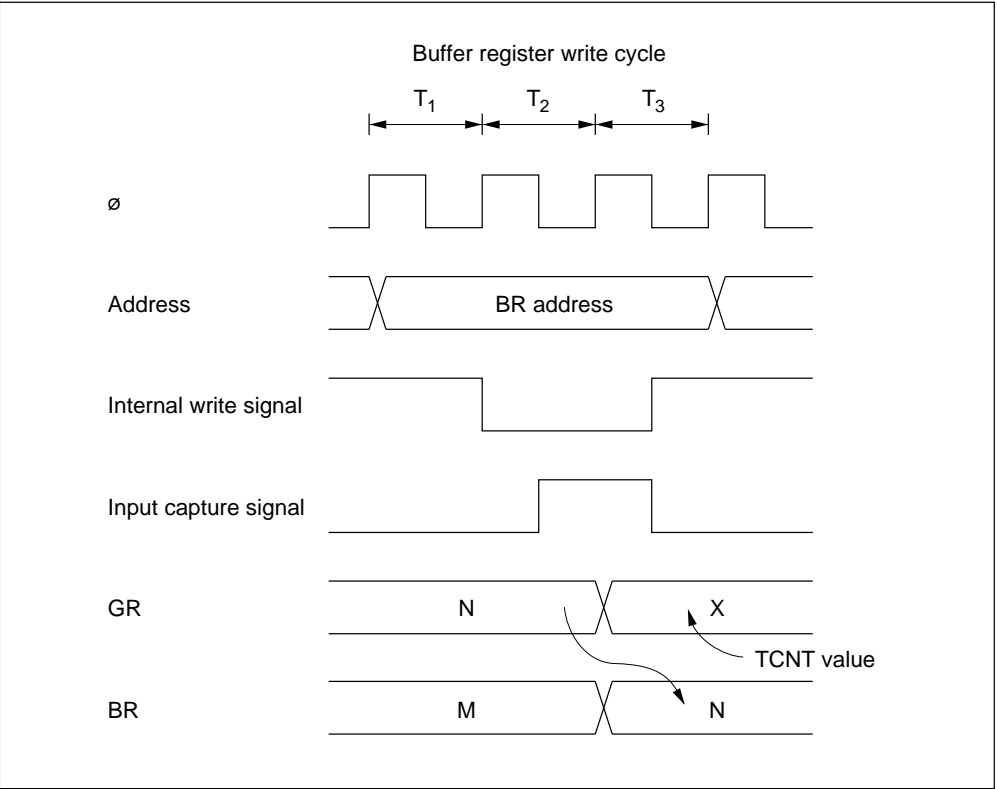 Buffer register write cycle
T1 T2 T3
ø
Address BR address
Internal write signal
Input capture signal
GR N X
TCNT value
BR M N